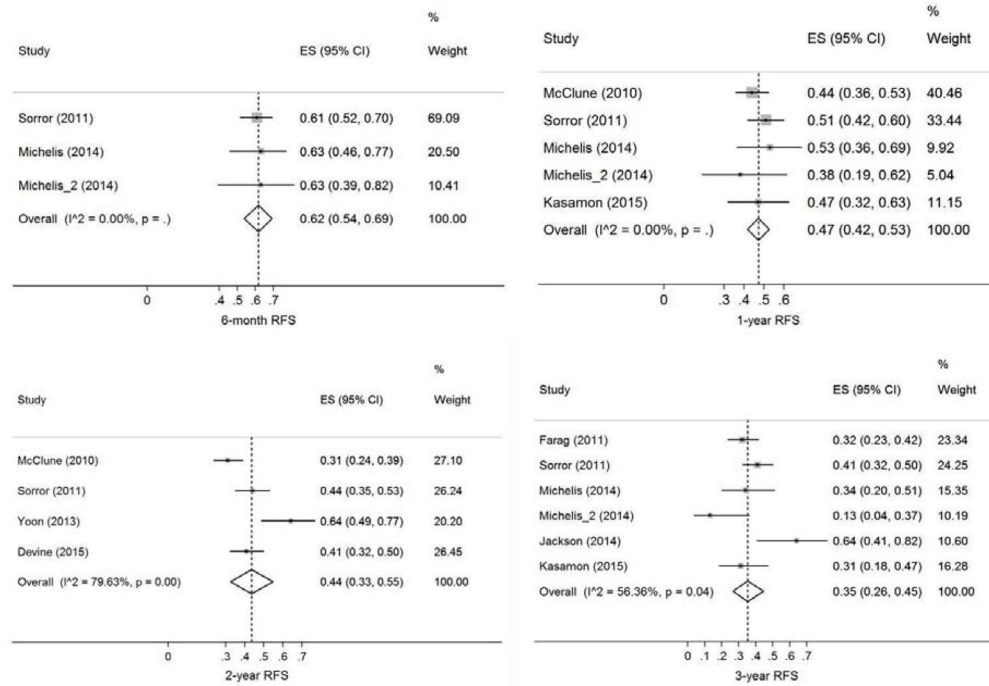 %
Study ES (95% CI) Weight
Sorror (2011) 0.61 (0.52, 0.70) 69.09
Michelis (2014) 0.63 (0.46, 0.77) 20.50
Michelis_2 (2014) 0.63 (0.39, 0.82) 10.41
Overall (I^2 = 0.00%, p = .) 0.62 (0.54, 0.69) 100.00
0 .4 .5 .6 .7
6-month RFS
%
Study ES (95% CI) Weight
McClune (2010) 0.44 (0.36, 0.53) 40.46
Sorror (2011) 0.51 (0.42, 0.60) 33.44
Michelis (2014) 0.53 (0.36, 0.69) 9.92
Michelis_2 (2014) 0.38 (0.19, 0.62) 5.04
Kasamon (2015) 0.47 (0.32, 0.63) 11.15
Overall (I^2 = 0.00%, p = .) 0.47 (0.42, 0.53) 100.00
0 .3 .4 .5 .6
1-year RFS
%
Study ES (95% CI) Weight
McClune (2010) 0.31 (0.24, 0.39) 27.10
Sorror (2011) 0.44 (0.35, 0.53) 26.24
Yoon (2013) 0.64 (0.49, 0.77) 20.20
Devine (2015) 0.41 (0.32, 0.50) 26.45
Overall (I^2 = 79.63%, p = 0.00) 0.44 (0.33, 0.55) 100.00
0 .3 .4 .5 .6 .7
2-year RFS
%
Study ES (95% CI) Weight
Farag (2011) 0.32 (0.23, 0.42) 23.34
Sorror (2011) 0.41 (0.32, 0.50) 24.25
Michelis (2014) 0.34 (0.20, 0.51) 15.35
Michelis_2 (2014) 0.13 (0.04, 0.37) 10.19
Jackson (2014) 0.64 (0.41, 0.82) 10.60
Kasamon (2015) 0.31 (0.18, 0.47) 16.28
Overall (I^2 = 56.36%, p = 0.04) 0.35 (0.26, 0.45) 100.00
0 .1 .2 .3 .4 .5 .6 .7
3-year RFS